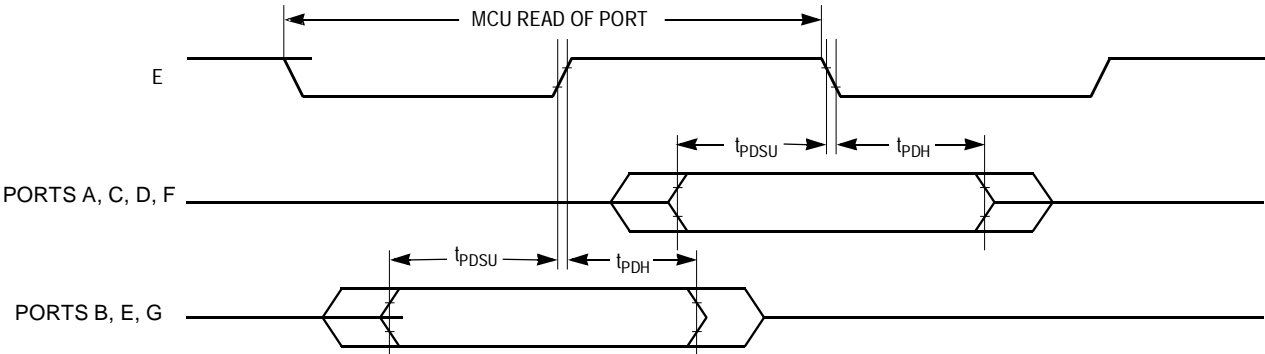 MCU READ OF PORT
E
tPDSU
tPDH
PORTS A, C, D, F
tPDSU
tPDH
PORTS B, E, G